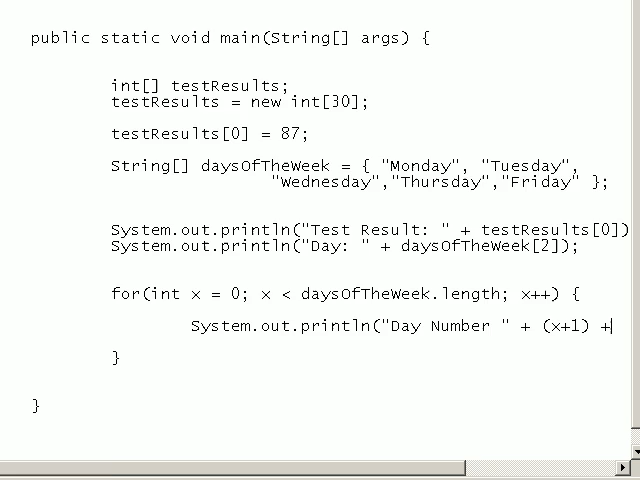 public static void main(String[] args) {
int[] testResults;
testResults = new int[30];
testResults[0] = 87;
String[] daysOfTheWeek = { "Monday", "Tuesday",
"Wednesday","Thursday","Friday" };
System.out.println("Test Result: " + testResults[0])
System.out.println("Day: " + daysOfTheWeek[2]);
for(int x = 0; x < daysOfTheWeek.length; x++) {
System.out.println("Day Number " + (x+1) +
}
}